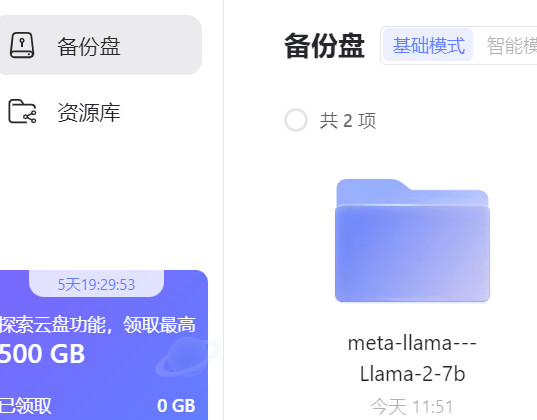 备份盘
资源库
5天19:29:53
探索云盘功能，领取最高
500 GB
已领取 0 GB
备份盘 基础模式 智能模
共 2 项
meta-llama---
Llama-2-7b
今天 11:51